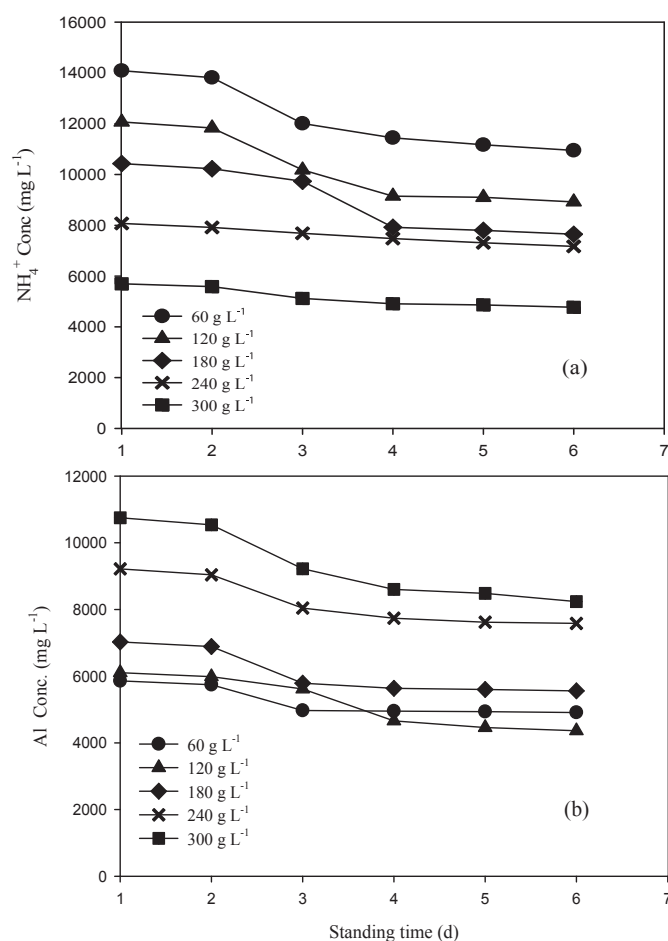 16000
14000
12000
10000
8000
6000
4000
2000
0
NH₄⁺ Conc (mg L⁻¹)
60 g L⁻¹
120 g L⁻¹
180 g L⁻¹
240 g L⁻¹
300 g L⁻¹
(a)
1 2 3 4 5 6 7
12000
10000
8000
6000
4000
2000
0
Al Conc. (mg L⁻¹)
60 g L⁻¹
120 g L⁻¹
180 g L⁻¹
240 g L⁻¹
300 g L⁻¹
(b)
1 2 3 4 5 6 7
Standing time (d)